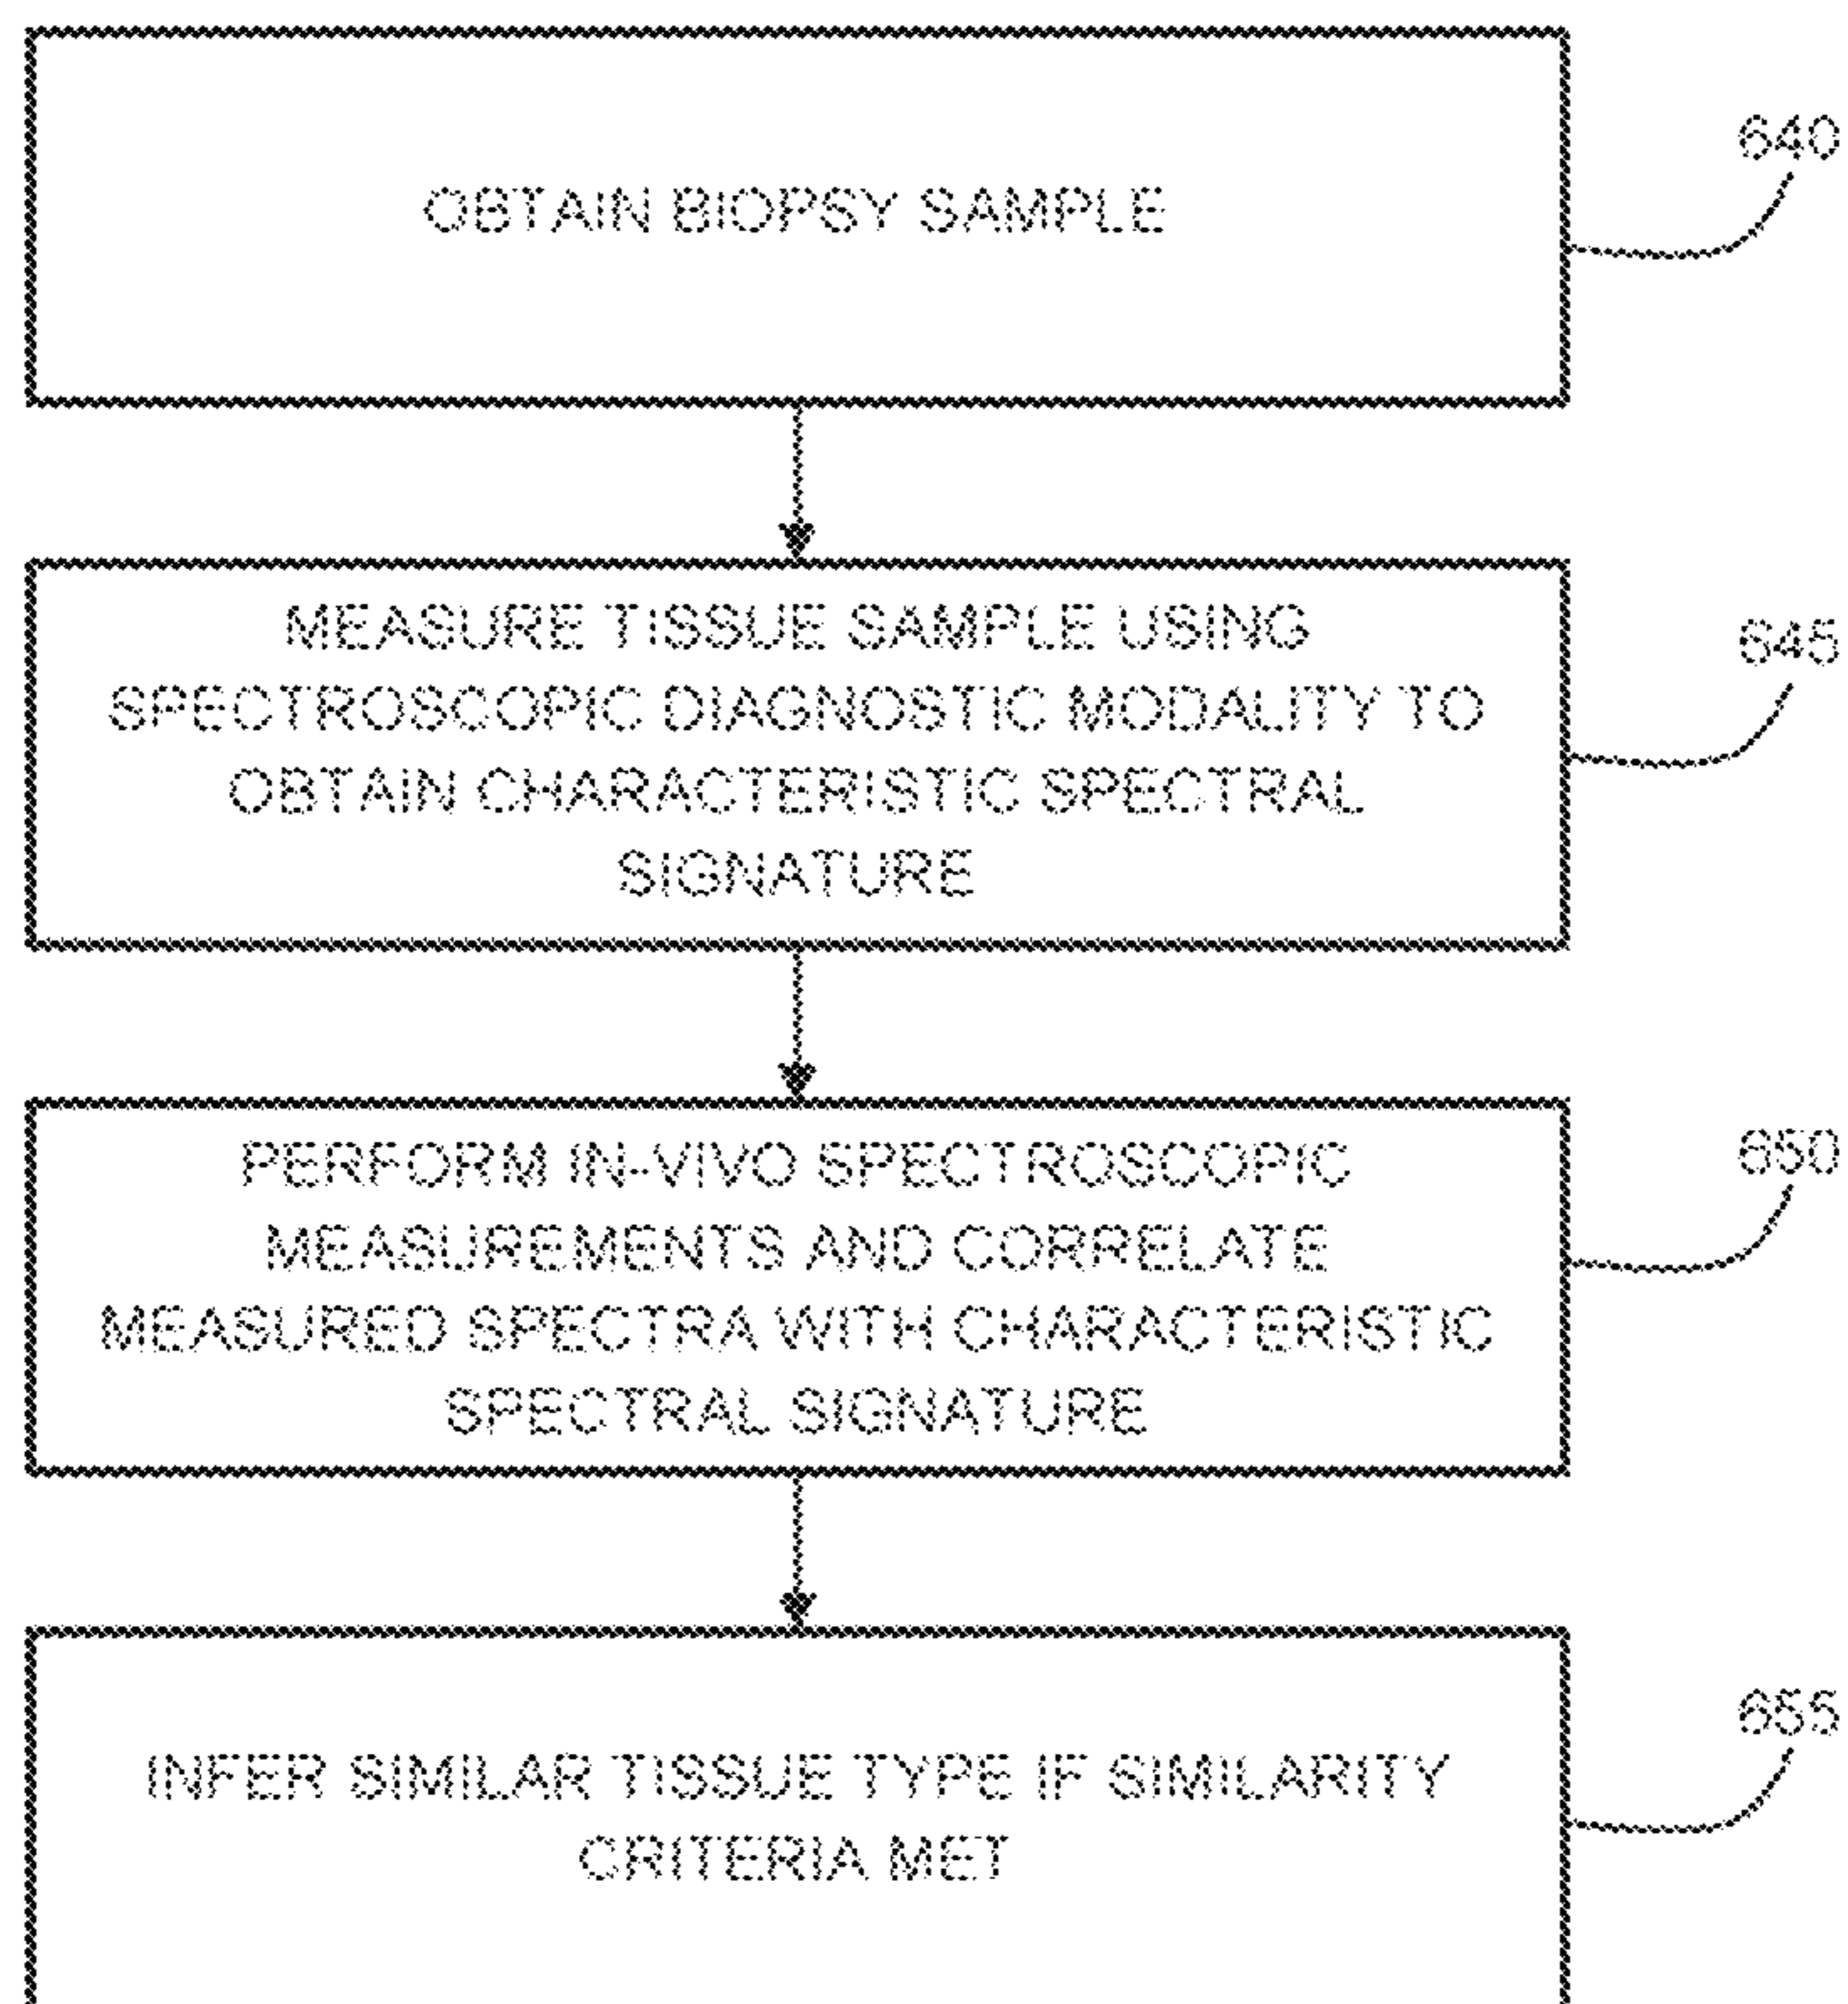 OBTAIN BIOPSY SAMPLE
640
MEASURE TISSUE SAMPLE USING
SPECTROSCOPIC DIAGNOSTIC MODALITY TO
OBTAIN CHARACTERISTIC SPECTRAL
SIGNATURE
645
PERFORM IN-VIVO SPECTROSCOPIC
MEASUREMENTS AND CORRELATE
MEASURED SPECTRA WITH CHARACTERISTIC
SPECTRAL SIGNATURE
650
INFER SIMILAR TISSUE TYPE IF SIMILARITY
CRITERIA MET
655